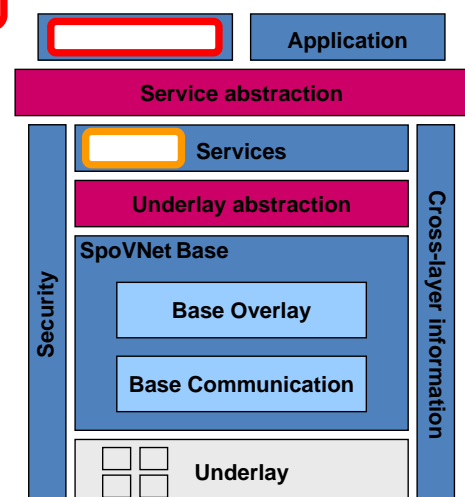 Application
Service abstraction
Services
Underlay abstraction
SpoVNet Base
Base Overlay
Base Communication
Underlay
Security
Cross-layer information